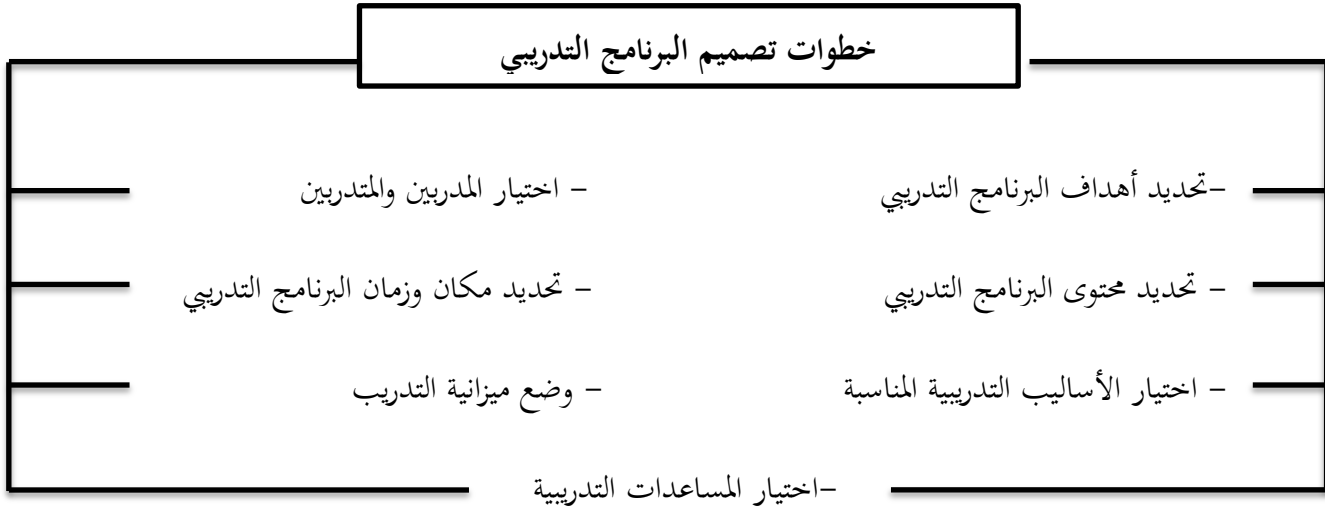 خطوات تصميم البرنامج التدريبي
–تحديد أهداف البرنامج التدريبي
– اختيار المدربين والمتدربين
– تحديد محتوى البرنامج التدريبي
– تحديد مكان وزمان البرنامج التدريبي
– اختيار الأساليب التدريبية المناسبة
– وضع ميزانية التدريب
–اختيار المساعدات التدريبية